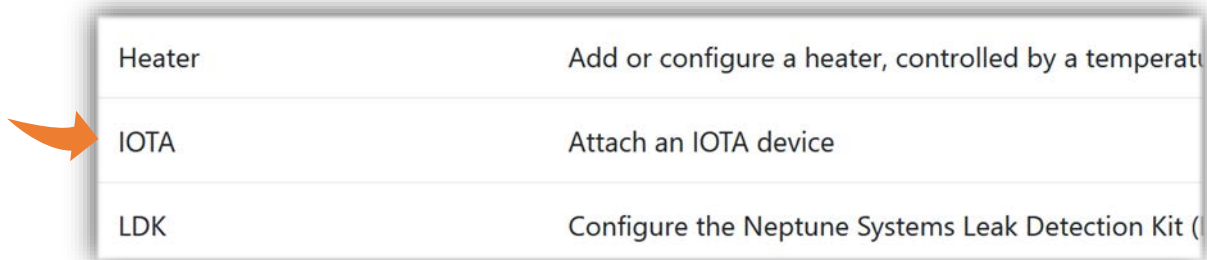 Heater Add or configure a heater, controlled by a
IOTA Attach an IOTA device
LDK Configure the Neptune Systems Leak Detection Kit (